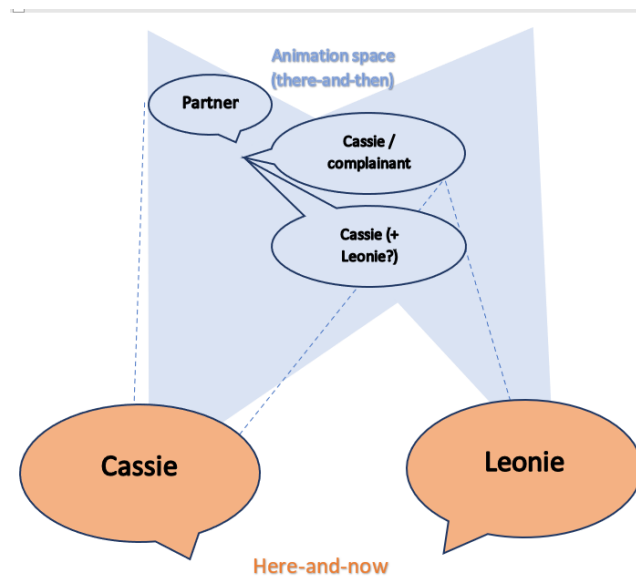 Animation space
(there-and-then)
Partner
Cassie /
complainant
Cassie (+
Leonie?)
Cassie
Leonie
Here-and-now